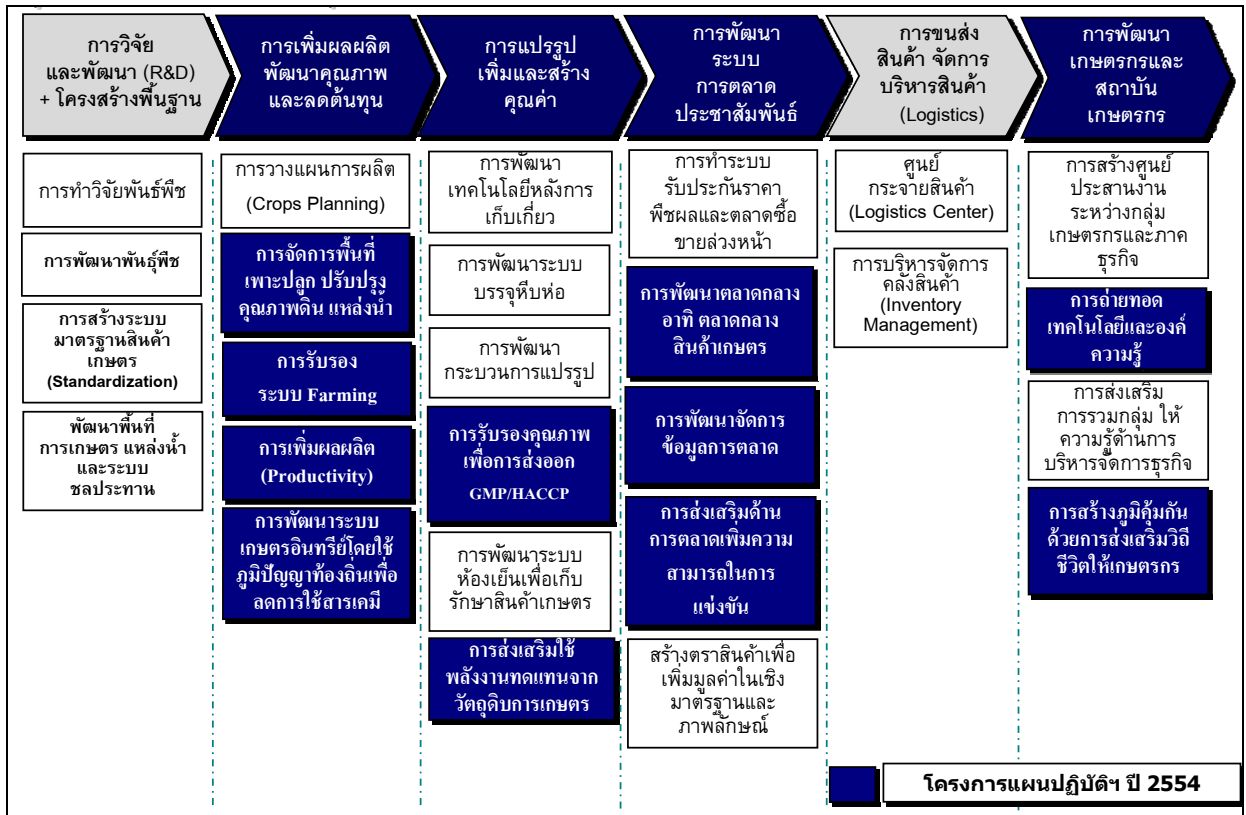 การวิจัย
และพัฒนา (R&D)
+ โครงสร้างพื้นฐาน
การเพิ่มผลผลิต
พัฒนาคุณภาพ
และลดต้นทุน
การแปรรูป
เพิ่มและสร้าง
คุณค่า
การพัฒนา
ระบบ
การตลาด
ประชาสัมพันธ์
การขนส่ง
สินค้า จัดการ
บริหารสินค้า
(Logistics)
การพัฒนา
เกษตรกรและ
สถาบัน
เกษตรกร
การทำวิจัยพันธ์พืช
การพัฒนาพันธุ์พืช
การสร้างระบบ
มาตรฐานสินค้า
เกษตร
(Standardization)
พัฒนาพื้นที่
การเกษตร แหล่งน้ำ
และระบบ
ชลประทาน
การวางแผนการผลิต
(Crops Planning)
การจัดการพื้นที่
เพาะปลูก ปรับปรุง
คุณภาพดิน แหล่งน้ำ
การรับรอง
ระบบ Farming
การเพิ่มผลผลิต
(Productivity)
การพัฒนาระบบ
เกษตรอินทรีย์โดยใช้
ภูมิปัญญาท้องถิ่นเพื่อ
ลดการใช้สารเคมี
การพัฒนา
เทคโนโลยีหลังการ
เก็บเกี่ยว
การพัฒนาระบบ
บรรจุหีบห่อ
การพัฒนา
กระบวนการแปรรูป
การรับรองคุณภาพ
เพื่อการส่งออก
GMP/HACCP
การพัฒนาระบบ
ห้องเย็นเพื่อเก็บ
รักษาสินค้าเกษตร
การส่งเสริมใช้
พลังงานทดแทนจาก
วัตถุดิบการเกษตร
การทำระบบ
รับประกันราคา
พืชผลและตลาดซื้อ
ขายล่วงหน้า
การพัฒนาตลาดกลาง
อาทิ ตลาดกลาง
สินค้าเกษตร
การพัฒนาจัดการ
ข้อมูลการตลาด
การส่งเสริมด้าน
การตลาดเพิ่มความ
สามารถในการ
แข่งขัน
สร้างตราสินค้าเพื่อ
เพิ่มมูลค่าในเชิง
มาตรฐานและ
ภาพลักษณ์
ศูนย์
กระจายสินค้า
(Logistics Center)
การบริหารจัดการ
คลังสินค้า
(Inventory
Management)
การสร้างศูนย์
ประสานงาน
ระหว่างกลุ่ม
เกษตรกรและภาค
ธุรกิจ
การถ่ายทอด
เทคโนโลยีและองค์
ความรู้
การส่งเสริม
การรวมกลุ่ม ให้
ความรู้ด้านการ
บริหารจัดการธุรกิจ
การสร้างภูมิคุ้มกัน
ด้วยการส่งเสริมวิถี
ชีวิตให้เกษตรกร
โครงการแผนปฏิบัติฯ ปี 2554